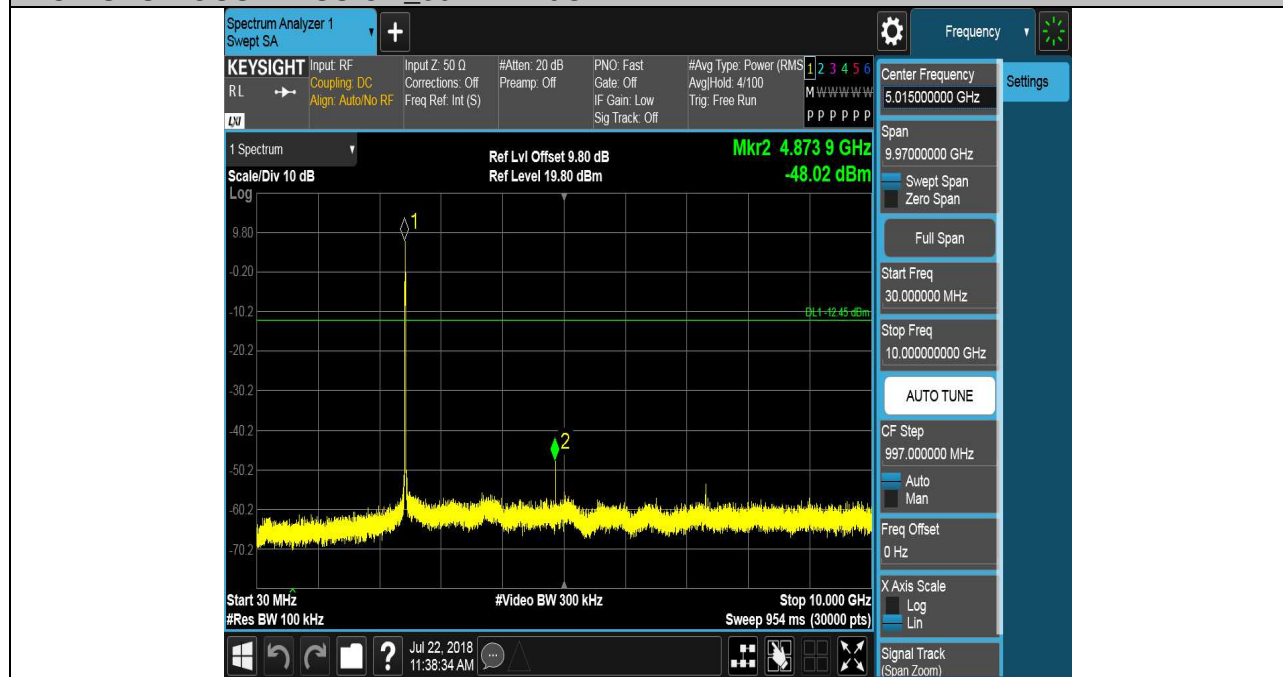 Spectrum Analyzer 1
Swept SA
+
Frequency
KEYSIGHT
RL
LXI
Input: RF
Coupling: DC
Align: Auto/No RF
Input Z: 50 Ω
Corrections: Off
Freq Ref: Int (S)
#Atten: 20 dB
Preamp: Off
PNO: Fast
Gate: Off
IF Gain: Low
Sig Track: Off
#Avg Type: Power (RMS
Avg|Hold: 4/100
Trig: Free Run
1 2 3 4 5 6
M W W W W W
P P P P P P
1 Spectrum
Scale/Div 10 dB
Log
Ref Lvl Offset 9.80 dB
Ref Level 19.80 dBm
Mkr2 4.873 9 GHz
-48.02 dBm
1
9.80
-0.20
-10.2
DL1 -12.45 dBm
-20.2
-30.2
-40.2
2
-50.2
-60.2
-70.2
Start 30 MHz
#Res BW 100 kHz
#Video BW 300 kHz
Stop 10.000 GHz
Sweep 954 ms (30000 pts)
?
Jul 22, 2018
11:38:34 AM
Center Frequency
5.015000000 GHz
Settings
Span
9.97000000 GHz
Swept Span
Zero Span
Full Span
Start Freq
30.000000 MHz
Stop Freq
10.000000000 GHz
AUTO TUNE
CF Step
997.000000 MHz
Auto
Man
Freq Offset
0 Hz
X Axis Scale
Log
Lin
Signal Track
(Span Zoom)